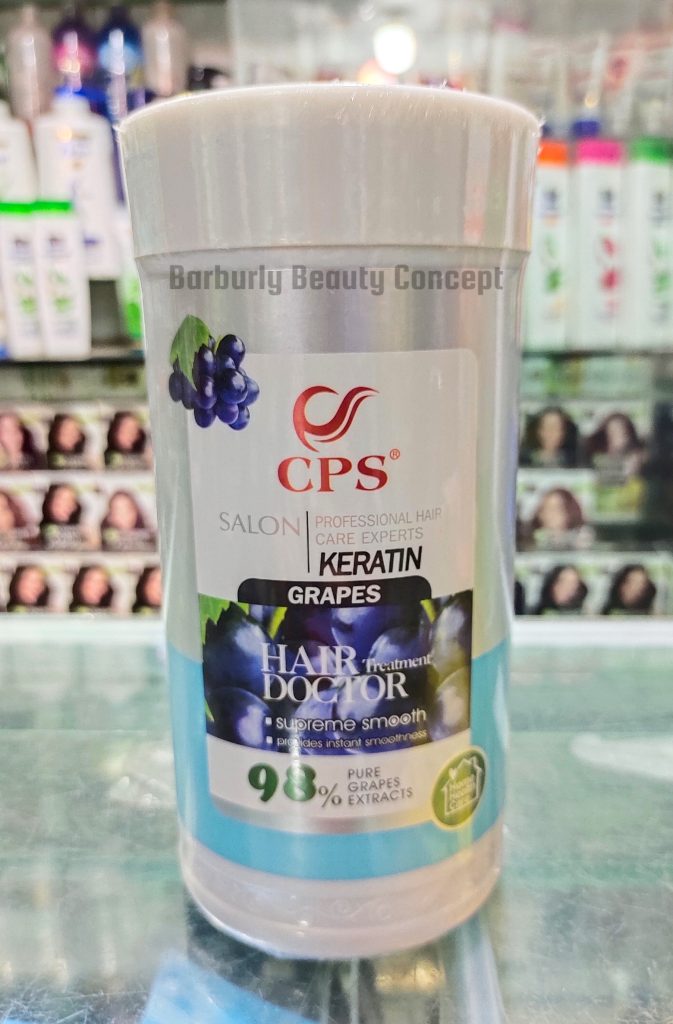 Barburly Beauty Concept
CPS®
SALON
PROFESSIONAL HAIR
CARE EXPERTS
KERATIN
GRAPES
HAIR Treatment
DOCTOR
supreme smooth
provides instant smoothness
98%
PURE
GRAPES
EXTRACTS
Health